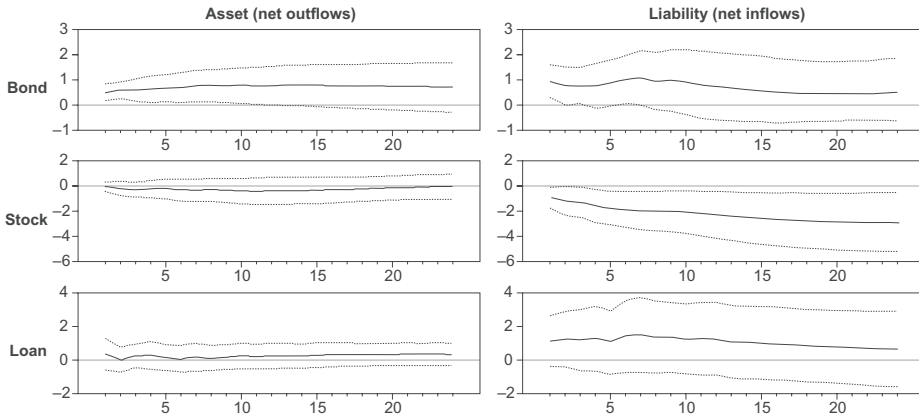 Asset (net outflows) Liability (net inflows)
3 3
2 2
Bond 1 1
0 0
–1 –1
5 10 15 20 5 10 15 20
2 2
0 0
Stock –2 –2
–4 –4
–6 –6
5 10 15 20 5 10 15 20
4 4
2 2
Loan 0 0
–2 –2
5 10 15 20 5 10 15 20